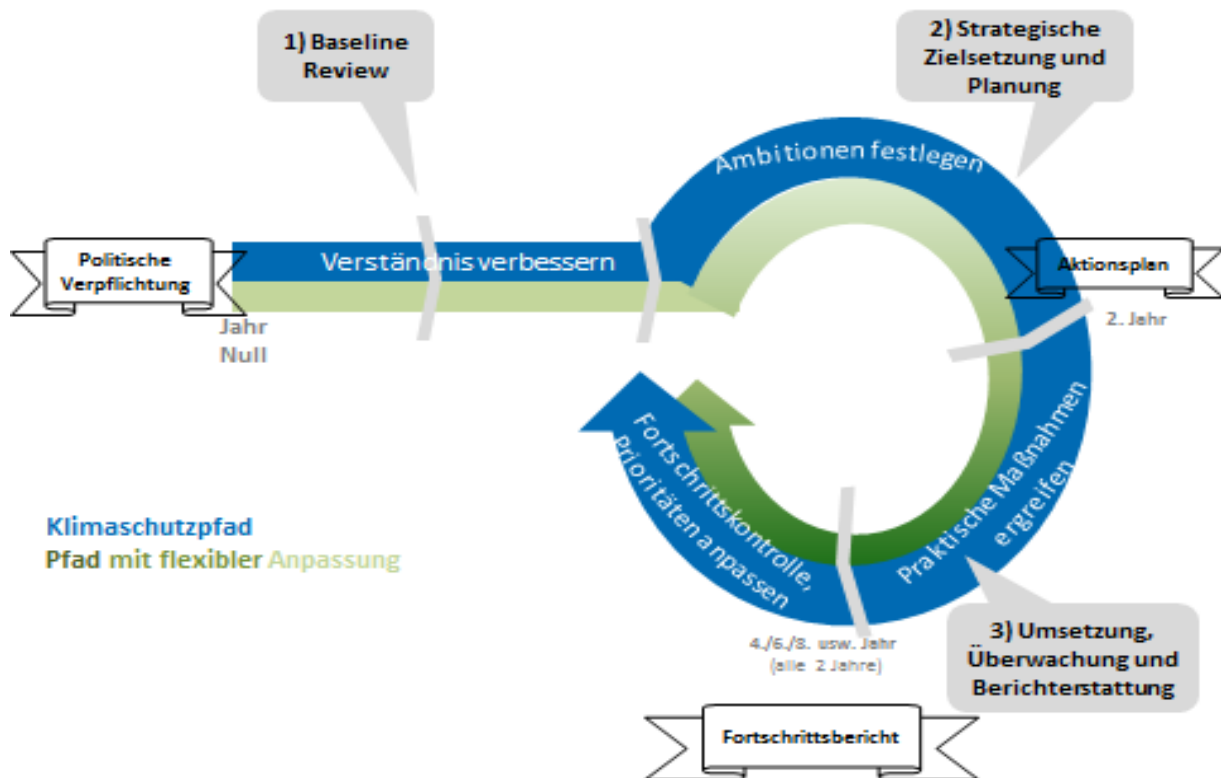 1) Baseline
Review
2) Strategische
Zielsetzung und
Planung
Ambitionen festlegen
Politische
Verpflichtung
Verständnis verbessern
Aktionsplan
Jahr
Null
2. Jahr
Praktische Maßnahmen
ergreifen
Fortschrittskontrolle,
Prioritäten anpassen
Klimaschutzpfad
Pfad mit flexibler Anpassung
3) Umsetzung,
Überwachung und
Berichterstattung
4./6./8. usw. Jahr
(alle 2 Jahre)
Fortschrittsbericht